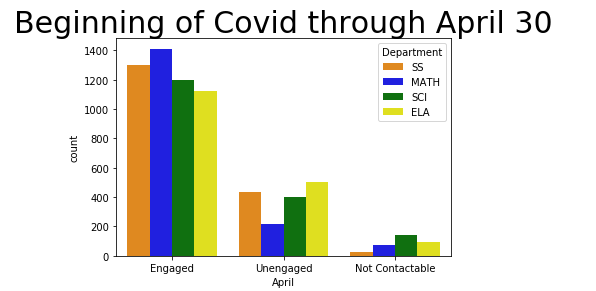 Beginning of Covid through April 30
Department
SS
MATH
SCI
ELA
1400
1200
1000
800
600
400
200
0
count
Engaged Unengaged Not Contactable
April